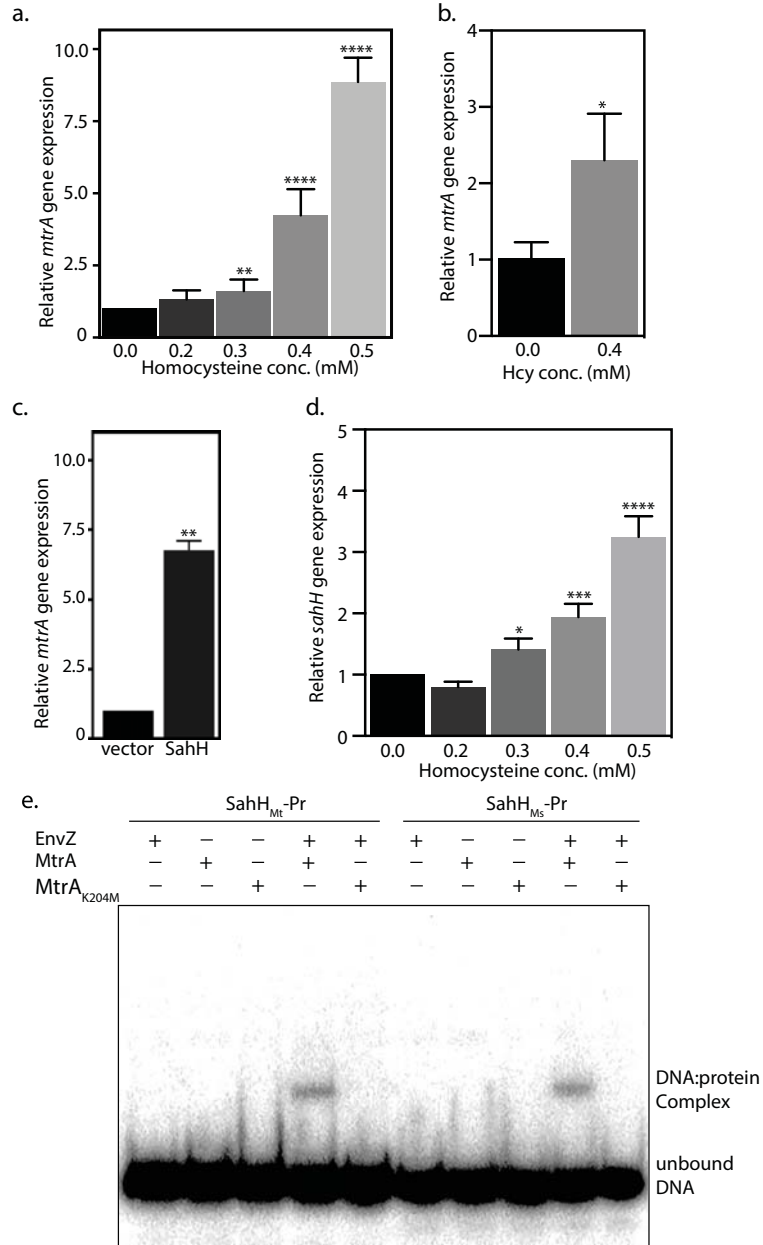 a.
Relative mtrA gene expression
10.0
7.5
5.0
2.5
0
**
****
****
0.0 0.2 0.3 0.4 0.5
Homocysteine conc. (mM)
b.
Relative mtrA gene expression
4
3
2
1
0
*
0.0 0.4
Hcy conc. (mM)
c.
Relative mtrA gene expression
10.0
7.5
5.0
2.5
0
**
vector SahH
d.
Relative sahH gene expression
5
4
3
2
1
0
*
***
****
0.0 0.2 0.3 0.4 0.5
Homocysteine conc. (mM)
e.
SahHMt-Pr SahHMs-Pr
EnvZ + − − + + + − − + +
MtrA − + − + − − + − + −
MtrAK204M − − + − + − − + − +
DNA:protein
Complex
unbound
DNA